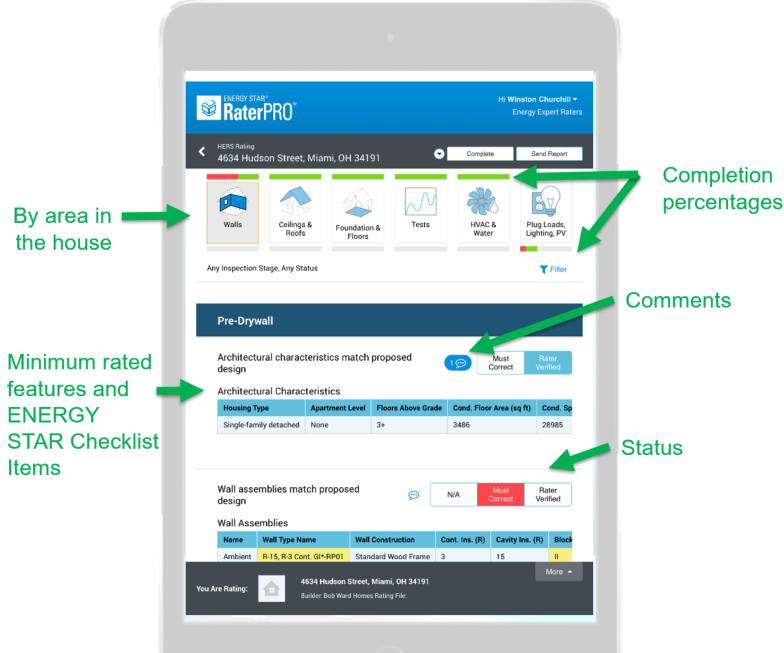 ENERGY STAR®
RaterPRO™
Hi Winston Churchill
Energy Expert Raters
HERS Rating
4634 Hudson Street, Miami, OH 34191
Complete
Send Report
Completion
percentages
By area in
the house
Walls
Ceilings &
Roofs
Foundation &
Floors
Tests
HVAC &
Water
Plug Loads,
Lighting, PV
Any Inspection Stage, Any Status
Filter
Comments
Pre-Drywall
Minimum rated
features and
ENERGY
STAR Checklist
Items
Architectural characteristics match proposed
design
1
Must
Correct
Rater
Verified
Architectural Characteristics
Housing Type Apartment Level Floors Above Grade Cond. Floor Area (sq ft) Cond. Sp
Single-family detached None 3+ 3486 28985
Status
Wall assemblies match proposed
design
N/A
Must
Correct
Rater
Verified
Wall Assemblies
Name Wall Type Name Wall Construction Cont. Ins. (R) Cavity Ins. (R) Block
Ambient R-15, R-3 Cont. GI*-RP01 Standard Wood Frame 3 15 II
More
You Are Rating:
4634 Hudson Street, Miami, OH 34191
Builder: Bob Ward Homes Rating File: